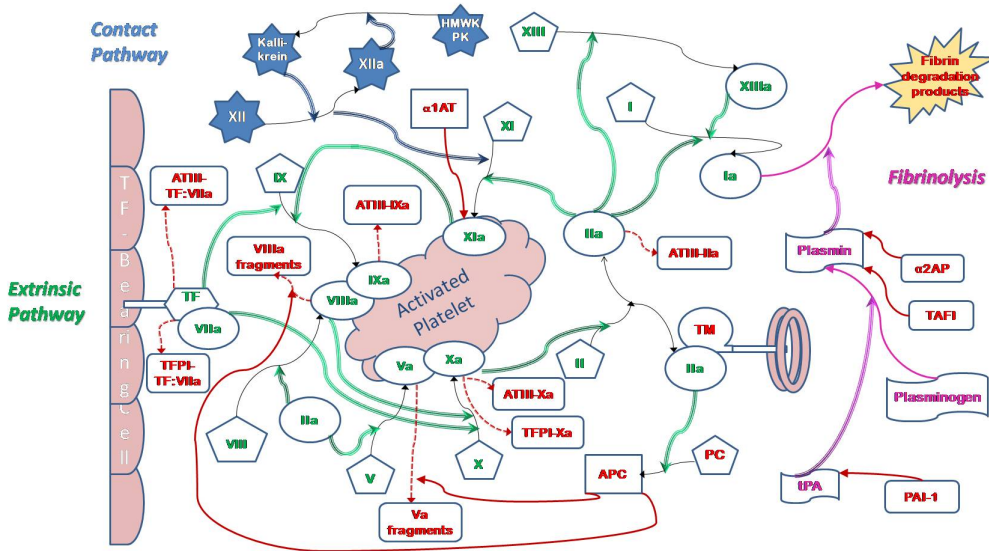 Contact
Pathway
Kalli-
krein
HMWK
PK
XIIa
XII
XIII
XIIIa
Fibrin
degradation
products
α1AT
XI
I
Ia
Fibrinolysis
TF-Bearing Cell
ATIII-
TF:VIIa
IX
ATIII-IXa
XIa
IIa
ATIII-IIa
Plasmin
α2AP
TAFI
VIIIa
fragments
IXa
VIIIa
Activated
Platelet
Extrinsic
Pathway
TF
VIIa
TFPI-
TF:VIIa
Va
Xa
II
TM
IIa
ATIII-Xa
TFPI-Xa
Plasminogen
VIII
IIa
V
X
APC
PC
tPA
PAI-1
Va
fragments